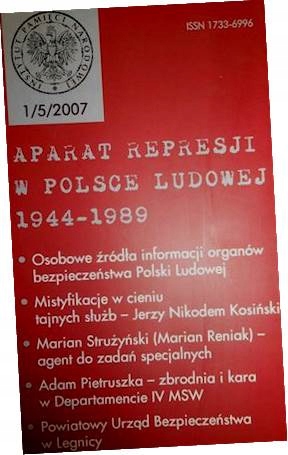 INSTYTUT PAMIĘCI NARODOWEJ
ISSN 1733-6996
1/5/2007
APARAT REPRESJI
W POLSCE LUDOWEJ
1944-1989
• Osobowe źródła informacji organów
bezpieczeństwa Polski Ludowej
• Mistyfikacje w cieniu
tajnych służb – Jerzy Nikodem Kosiński
• Marian Strużyński (Marian Reniak) –
agent do zadań specjalnych
• Adam Pietruszka – zbrodnia i kara
w Departamencie IV MSW
• Powiatowy Urząd Bezpieczeństwa
w Legnicy